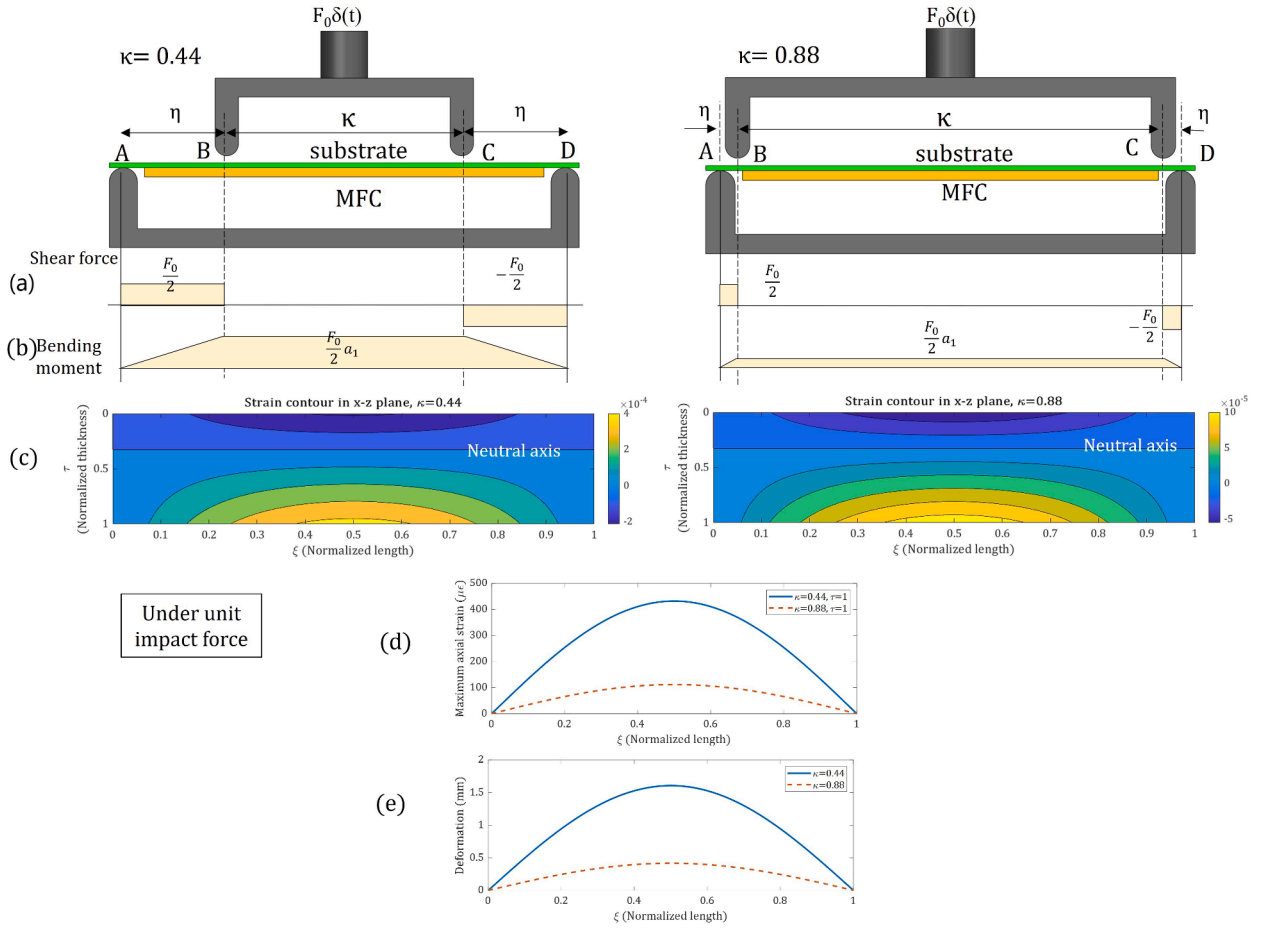 F₀δ(t)
κ= 0.44
η
κ
η
A
B
substrate
C
D
MFC
F₀δ(t)
κ= 0.88
η
κ
η
A
B
substrate
C
D
MFC
(a)
Shear force
F₀/2
−F₀/2
F₀/2
−F₀/2
(b)
Bending
moment
F₀/2 a₁
F₀/2 a₁
(c)
Strain contour in x-z plane, κ=0.44
×10⁻⁴
τ
(Normalized thickness)
0
0.5
1
Neutral axis
4
2
0
-2
0 0.1 0.2 0.3 0.4 0.5 0.6 0.7 0.8 0.9 1
ξ (Normalized length)
Strain contour in x-z plane, κ=0.88
×10⁻⁵
τ
(Normalized thickness)
0
0.5
1
Neutral axis
10
5
0
-5
0 0.1 0.2 0.3 0.4 0.5 0.6 0.7 0.8 0.9 1
ξ (Normalized length)
Under unit
impact force
(d)
Maximum axial strain (μϵ)
500
400
300
200
100
0
κ=0.44, τ=1
κ=0.88, τ=1
0 0.2 0.4 0.6 0.8 1
ξ (Normalized length)
(e)
Deformation (mm)
2
1.5
1
0.5
0
κ=0.44
κ=0.88
0 0.2 0.4 0.6 0.8 1
ξ (Normalized length)